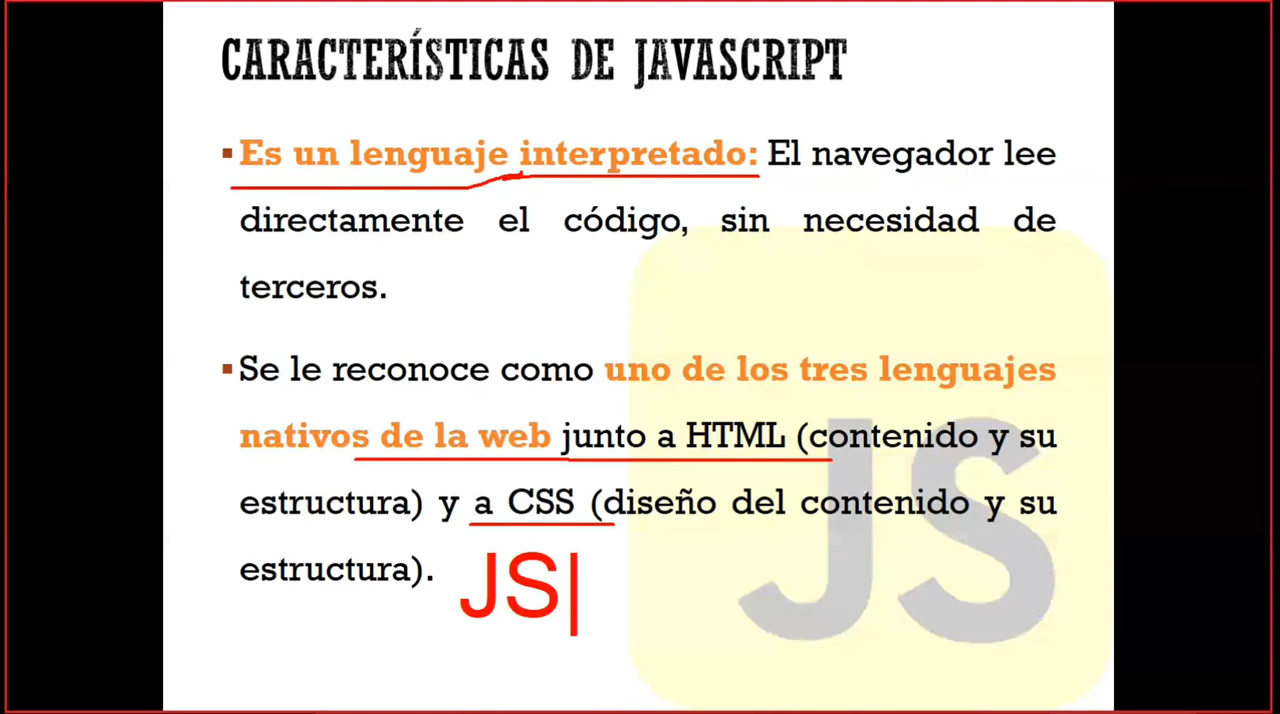 CARACTERÍSTICAS DE JAVASCRIPT
▪Es un lenguaje interpretado: El navegador lee
directamente el código, sin necesidad de
terceros.
▪Se le reconoce como uno de los tres lenguajes
nativos de la web junto a HTML (contenido y su
estructura) y a CSS (diseño del contenido y su
estructura).
JS|
JS